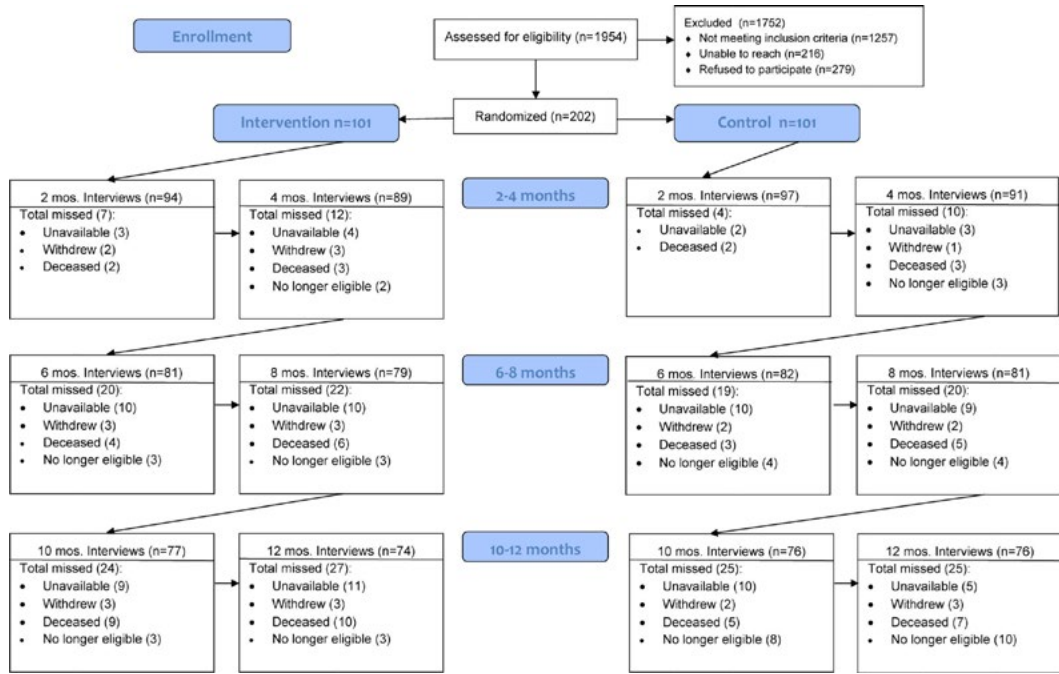 Enrollment
Assessed for eligibility (n=1954)
Excluded (n=1752)
♦ Not meeting inclusion criteria (n=1257)
♦ Unable to reach (n=216)
♦ Refused to participate (n=279)
Randomized (n=202)
Intervention n=101
Control n=101
2-4 months
2 mos. Interviews (n=94)
Total missed (7):
• Unavailable (3)
• Withdrew (2)
• Deceased (2)
4 mos. Interviews (n=89)
Total missed (12):
• Unavailable (4)
• Withdrew (3)
• Deceased (3)
• No longer eligible (2)
2 mos. Interviews (n=97)
Total missed (4):
• Unavailable (2)
• Deceased (2)
4 mos. Interviews (n=91)
Total missed (10):
• Unavailable (3)
• Withdrew (1)
• Deceased (3)
• No longer eligible (3)
6-8 months
6 mos. Interviews (n=81)
Total missed (20):
• Unavailable (10)
• Withdrew (3)
• Deceased (4)
• No longer eligible (3)
8 mos. Interviews (n=79)
Total missed (22):
• Unavailable (10)
• Withdrew (3)
• Deceased (6)
• No longer eligible (3)
6 mos. Interviews (n=82)
Total missed (19):
• Unavailable (10)
• Withdrew (2)
• Deceased (3)
• No longer eligible (4)
8 mos. Interviews (n=81)
Total missed (20):
• Unavailable (9)
• Withdrew (2)
• Deceased (5)
• No longer eligible (4)
10-12 months
10 mos. Interviews (n=77)
Total missed (24):
• Unavailable (9)
• Withdrew (3)
• Deceased (9)
• No longer eligible (3)
12 mos. Interviews (n=74)
Total missed (27):
• Unavailable (11)
• Withdrew (3)
• Deceased (10)
• No longer eligible (3)
10 mos. Interviews (n=76)
Total missed (25):
• Unavailable (10)
• Withdrew (2)
• Deceased (5)
• No longer eligible (8)
12 mos. Interviews (n=76)
Total missed (25):
• Unavailable (5)
• Withdrew (3)
• Deceased (7)
• No longer eligible (10)